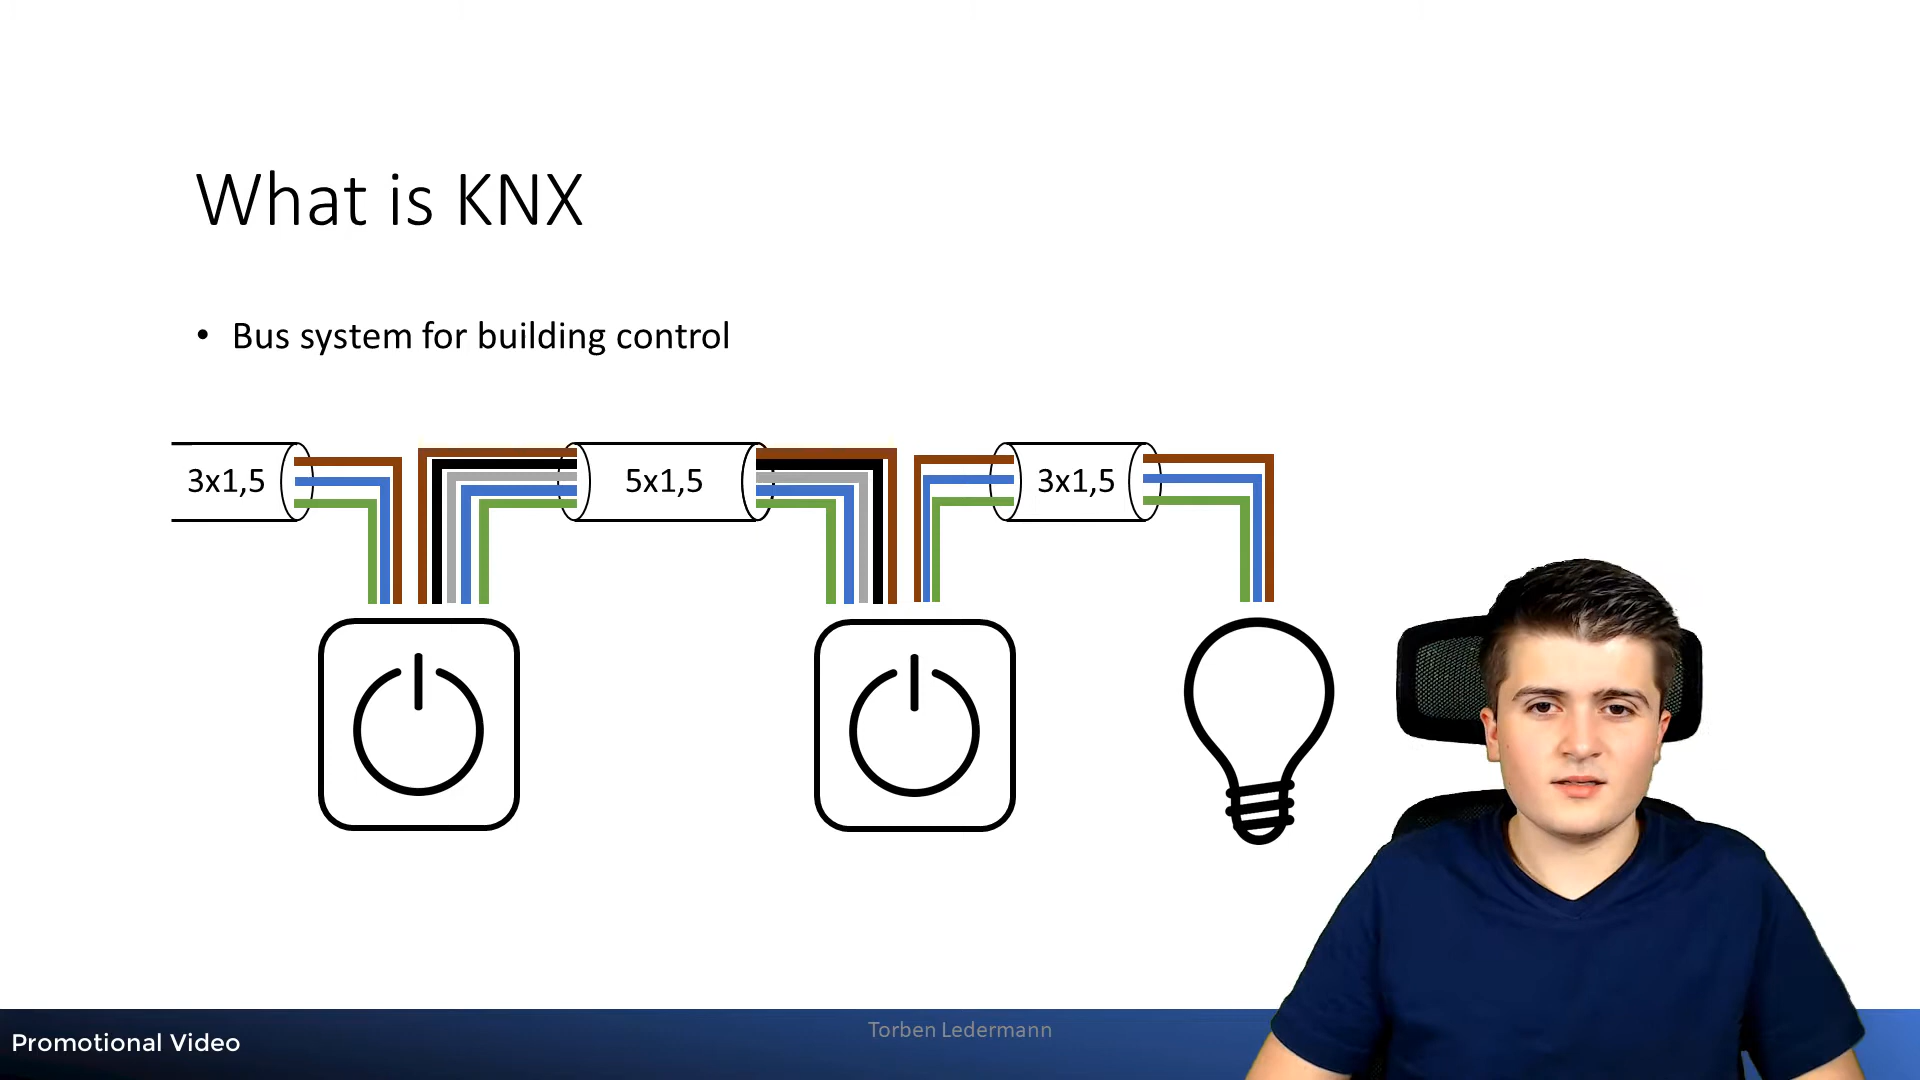 What is KNX
• Bus system for building control
3x1,5
5x1,5
3x1,5
Torben Ledermann
Promotional Video